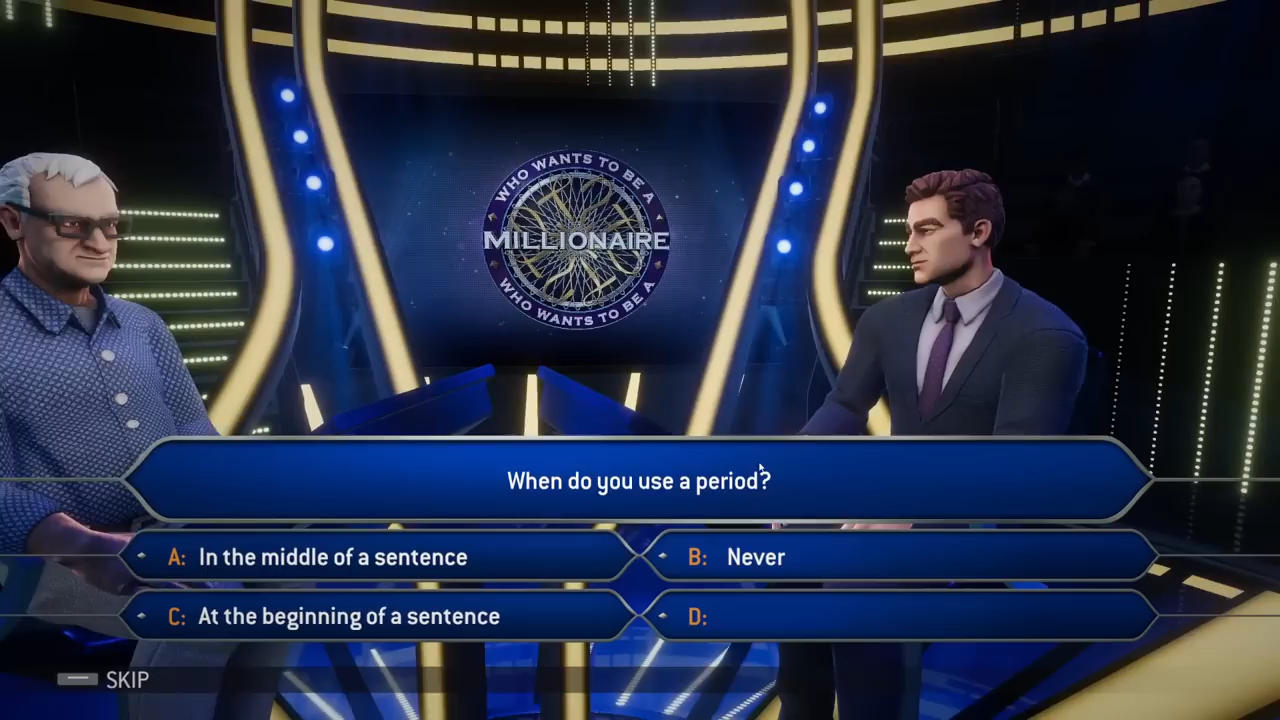 WHO WANTS TO BE A
MILLIONAIRE
WHO WANTS TO BE A
When do you use a period?
A: In the middle of a sentence
B: Never
C: At the beginning of a sentence
D:
SKIP